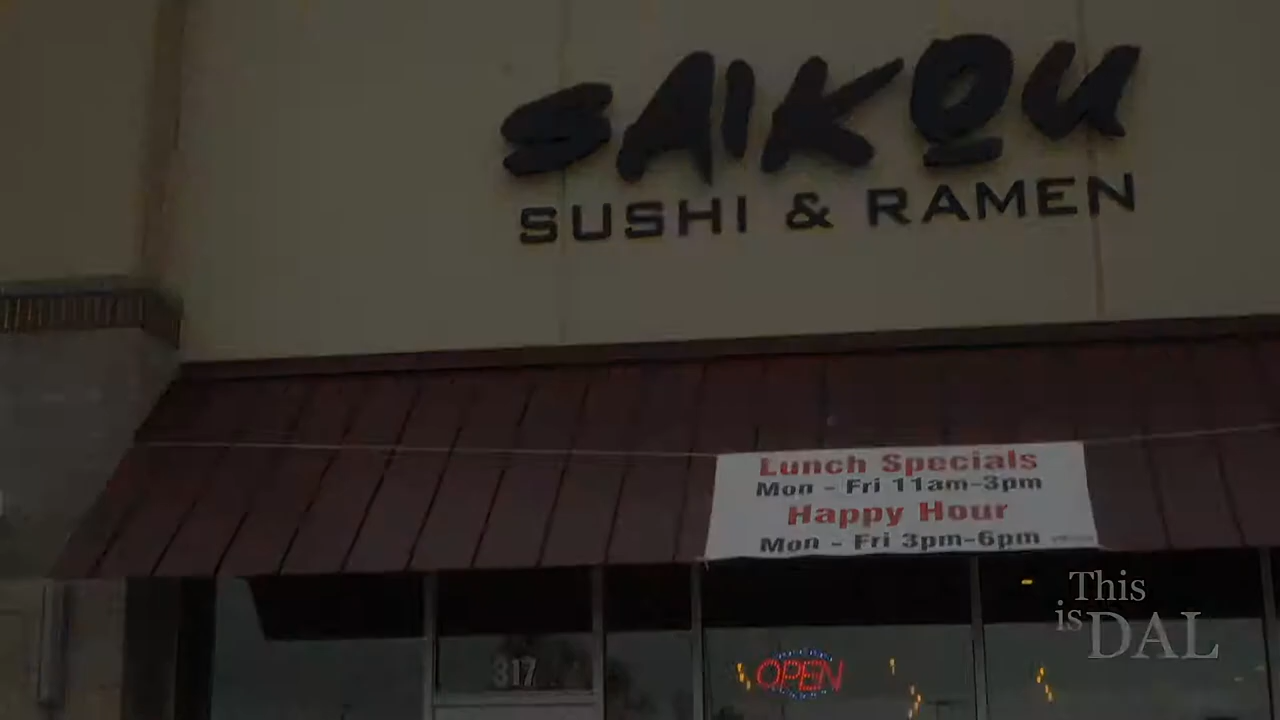 SAIKOU
SUSHI & RAMEN
Lunch Specials
Mon - Fri 11am-3pm
Happy Hour
Mon - Fri 3pm-6pm
This
is DAL
317
OPEN